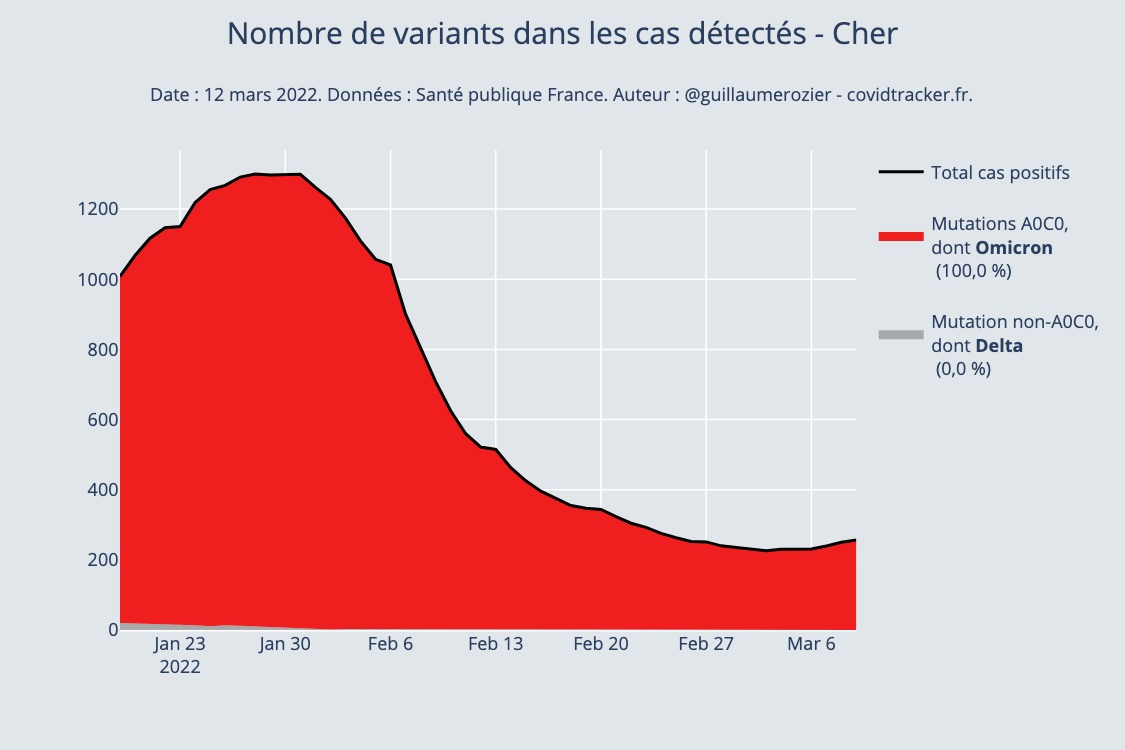 Nombre de variants dans les cas détectés - Cher
Date : 12 mars 2022. Données : Santé publique France. Auteur : @guillaumerozier - covidtracker.fr.
Total cas positifs
Mutations A0C0,
dont Omicron
(100,0 %)
Mutation non-A0C0,
dont Delta
(0,0 %)
1200
1000
800
600
400
200
0
Jan 23 Jan 30 Feb 6 Feb 13 Feb 20 Feb 27 Mar 6
2022